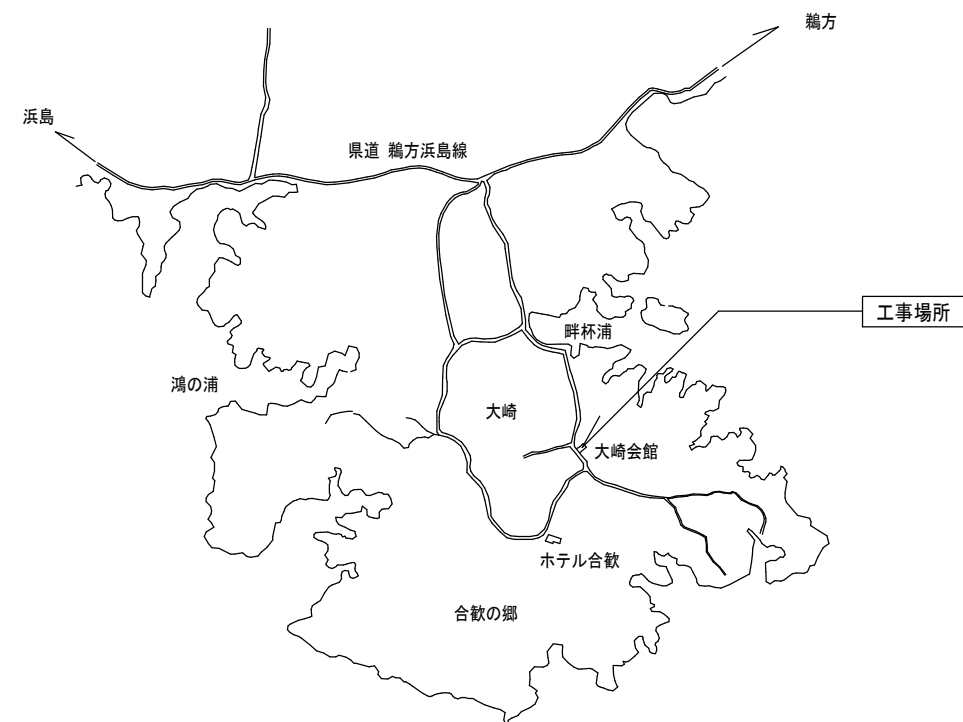 鵜方
浜島
県道 鵜方浜島線
工事場所
畔杯浦
鴻の浦
大崎
大崎会館
ホテル合歓
合歓の郷